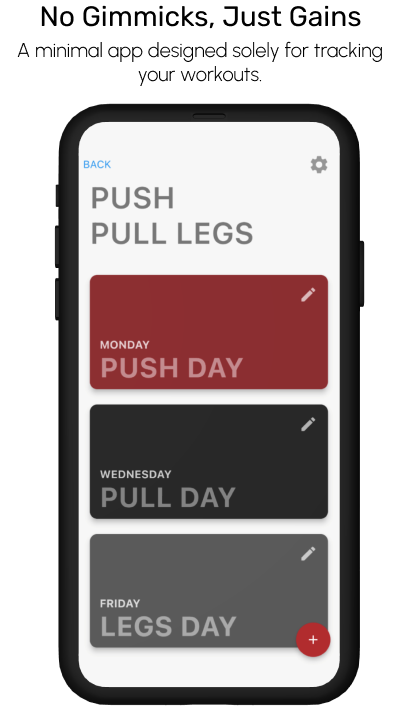 No Gimmicks, Just Gains
A minimal app designed solely for tracking
your workouts.
BACK
PUSH
PULL LEGS
MONDAY
PUSH DAY
WEDNESDAY
PULL DAY
FRIDAY
LEGS DAY
+